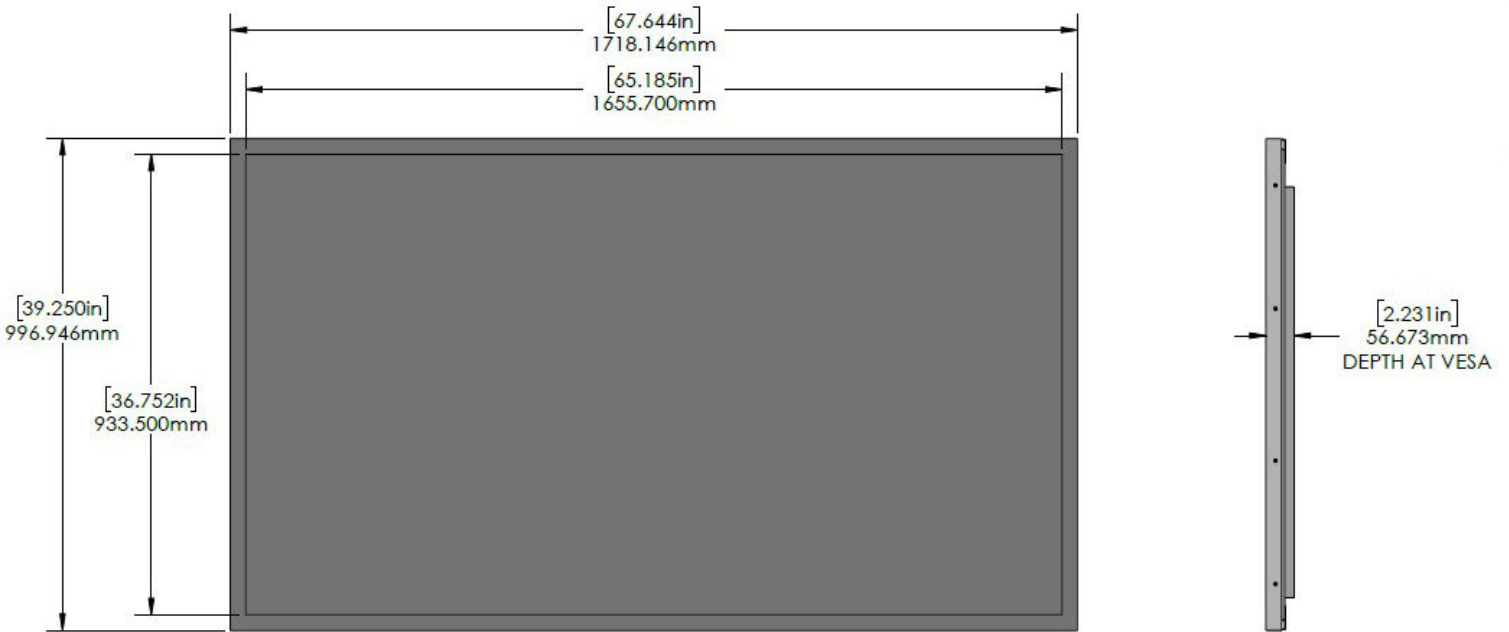 [67.644in]
1718.146mm
[65.185in]
1655.700mm
[39.250in]
996.946mm
[36.752in]
933.500mm
[2.231in]
56.673mm
DEPTH AT VESA